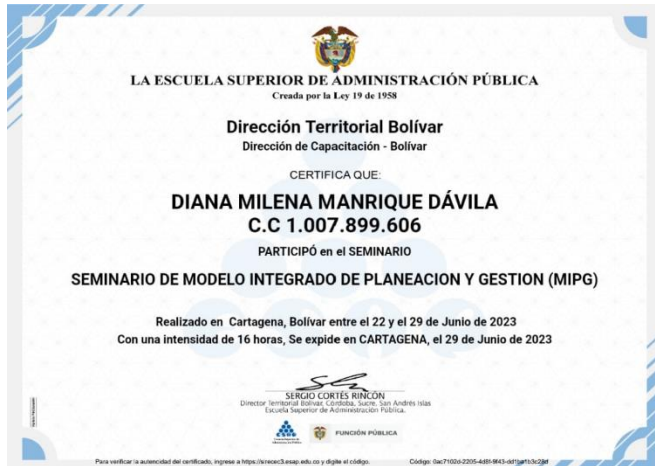 LA ESCUELA SUPERIOR DE ADMINISTRACIÓN PÚBLICA
Creada por la Ley 19 de 1958
Dirección Territorial Bolívar
Dirección de Capacitación - Bolívar
CERTIFICA QUE:
DIANA MILENA MANRIQUE DÁVILA
C.C 1.007.899.606
PARTICIPÓ en el SEMINARIO
SEMINARIO DE MODELO INTEGRADO DE PLANEACION Y GESTION (MIPG)
Realizado en Cartagena, Bolívar entre el 22 y el 29 de Junio de 2023
Con una intensidad de 16 horas, Se expide en CARTAGENA, el 29 de Junio de 2023
SERGIO CORTÉS RINCÓN
Director Territorial Bolívar, Córdoba, Sucre, San Andrés Islas
Escuela Superior de Administración Pública.
FUNCIÓN PÚBLICA
Para verificar la autencidad del certificado, ingrese a https://sirecec3.esap.edu.co y digite el código. Código: